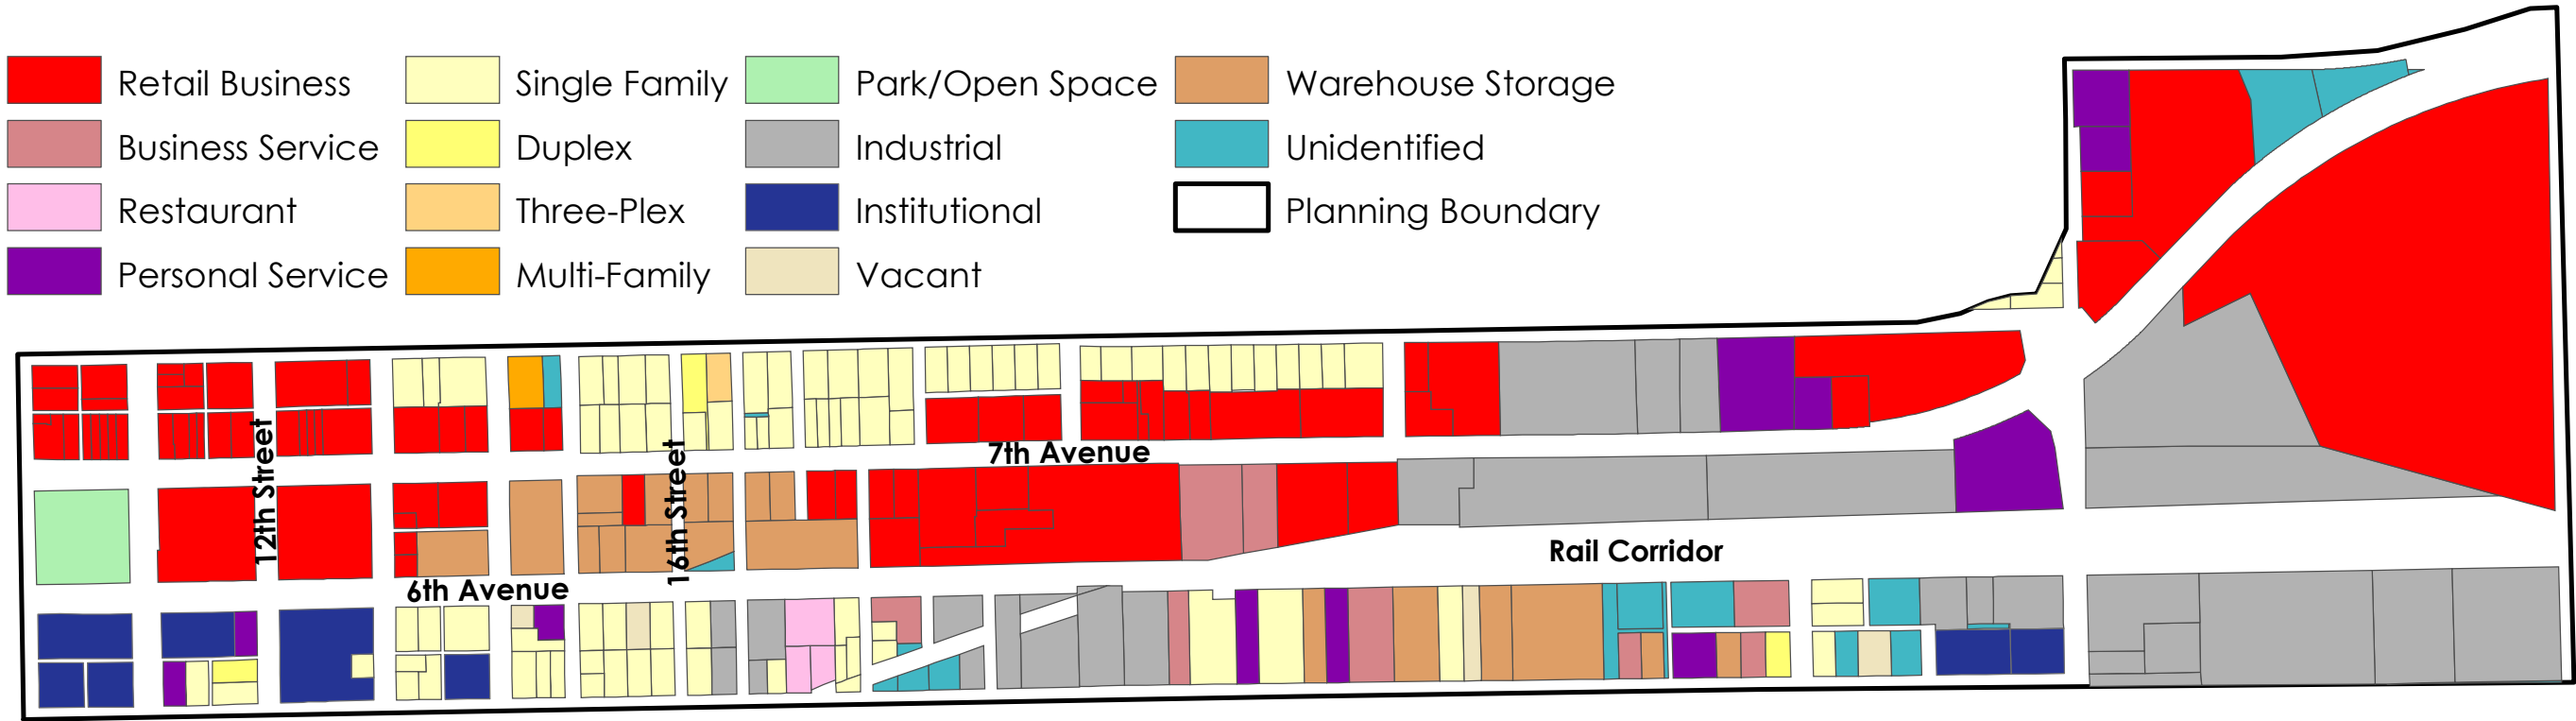 Retail Business
Single Family
Park/Open Space
Warehouse Storage
Business Service
Duplex
Industrial
Unidentified
Restaurant
Three-Plex
Institutional
Planning Boundary
Personal Service
Multi-Family
Vacant
12th Street
16th Street
7th Avenue
6th Avenue
Rail Corridor